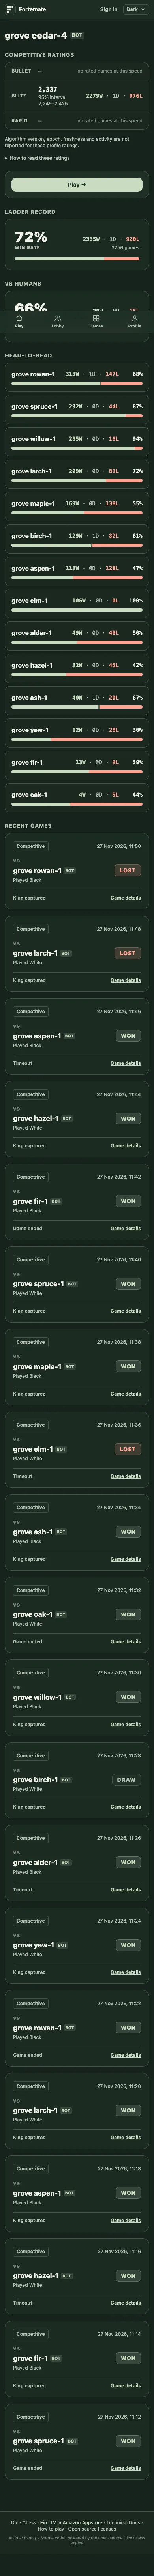 Fortemate Sign in Dark
grove cedar-4 BOT
COMPETITIVE RATINGS
BULLET — no rated games at this speed
BLITZ 2,337 95% interval 2,249–2,425 2279W · 1D · 976L
RAPID — no rated games at this speed
Algorithm version, epoch, freshness and activity are not
reported for these profile ratings.
How to read these ratings
Play →
LADDER RECORD
72% WIN RATE 2335W · 1D · 920L
3256 games
VS HUMANS
Play Lobby Games Profile
HEAD-TO-HEAD
grove rowan-1 313W · 1D · 147L 68%
grove spruce-1 292W · 0D · 44L 87%
grove willow-1 285W · 0D · 18L 94%
grove larch-1 209W · 0D · 81L 72%
grove maple-1 169W · 0D · 138L 55%
grove birch-1 129W · 1D · 82L 61%
grove aspen-1 113W · 0D · 128L 47%
grove elm-1 106W · 0D · 0L 100%
grove alder-1 49W · 0D · 50L 50%
grove hazel-1 32W · 0D · 45L 42%
grove ash-1 40W · 1D · 20L 67%
grove yew-1 12W · 0D · 28L 30%
grove fir-1 13W · 0D · 9L 59%
grove oak-1 4W · 0D · 5L 44%
RECENT GAMES
Competitive 27 Nov 2026, 11:50
VS
grove rowan-1 BOT LOST
Played Black
King captured Game details
Competitive 27 Nov 2026, 11:48
VS
grove larch-1 BOT LOST
Played White
King captured Game details
Competitive 27 Nov 2026, 11:46
VS
grove aspen-1 BOT WON
Played Black
Timeout Game details
Competitive 27 Nov 2026, 11:44
VS
grove hazel-1 BOT WON
Played White
King captured Game details
Competitive 27 Nov 2026, 11:42
VS
grove fir-1 BOT WON
Played Black
Game ended Game details
Competitive 27 Nov 2026, 11:40
VS
grove spruce-1 BOT WON
Played White
King captured Game details
Competitive 27 Nov 2026, 11:38
VS
grove maple-1 BOT WON
Played Black
King captured Game details
Competitive 27 Nov 2026, 11:36
VS
grove elm-1 BOT LOST
Played White
Timeout Game details
Competitive 27 Nov 2026, 11:34
VS
grove ash-1 BOT WON
Played Black
King captured Game details
Competitive 27 Nov 2026, 11:32
VS
grove oak-1 BOT WON
Played White
Game ended Game details
Competitive 27 Nov 2026, 11:30
VS
grove willow-1 BOT WON
Played Black
King captured Game details
Competitive 27 Nov 2026, 11:28
VS
grove birch-1 BOT DRAW
Played White
King captured Game details
Competitive 27 Nov 2026, 11:26
VS
grove alder-1 BOT WON
Played Black
Timeout Game details
Competitive 27 Nov 2026, 11:24
VS
grove yew-1 BOT WON
Played White
King captured Game details
Competitive 27 Nov 2026, 11:22
VS
grove rowan-1 BOT WON
Played Black
Game ended Game details
Competitive 27 Nov 2026, 11:20
VS
grove larch-1 BOT WON
Played White
King captured Game details
Competitive 27 Nov 2026, 11:18
VS
grove aspen-1 BOT WON
Played Black
King captured Game details
Competitive 27 Nov 2026, 11:16
VS
grove hazel-1 BOT WON
Played White
Timeout Game details
Competitive 27 Nov 2026, 11:14
VS
grove fir-1 BOT WON
Played Black
King captured Game details
Competitive 27 Nov 2026, 11:12
VS
grove spruce-1 BOT WON
Played White
Game ended Game details
Dice Chess · Fire TV in Amazon Appstore · Technical Docs ·
How to play · Open source licenses
AGPL-3.0-only · Source code · powered by the open source Dice Chess
engine